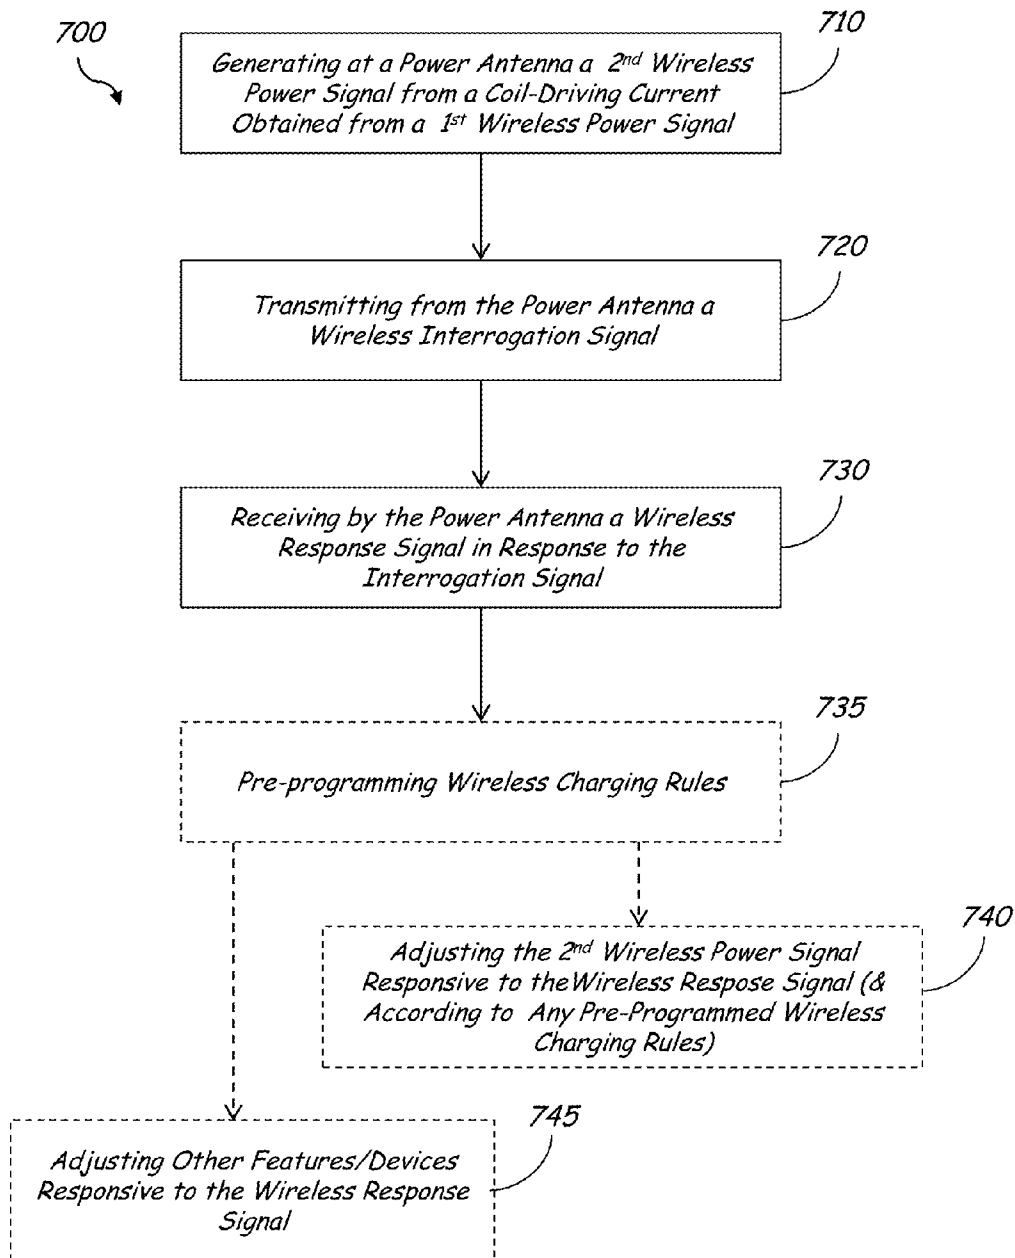 700
710
Generating at a Power Antenna a 2nd Wireless
Power Signal from a Coil-Driving Current
Obtained from a 1st Wireless Power Signal
720
Transmitting from the Power Antenna a
Wireless Interrogation Signal
730
Receiving by the Power Antenna a Wireless
Response Signal in Response to the
Interrogation Signal
735
Pre-programming Wireless Charging Rules
740
Adjusting the 2nd Wireless Power Signal
Responsive to the Wireless Respose Signal (&
According to Any Pre-Programmed Wireless
Charging Rules)
745
Adjusting Other Features/Devices
Responsive to the Wireless Response
Signal